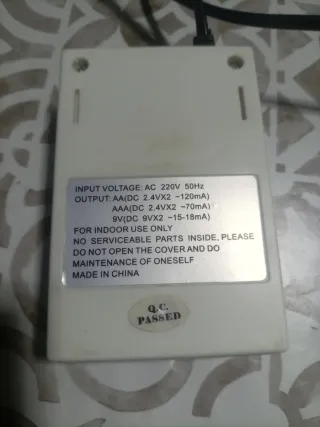 INPUT VOLTAGE: AC 220V 50Hz
OUTPUT: AA(DC 2.4VX2 ~120mA)
AAA(DC 2.4VX2 ~70mA)
9V(DC 9VX2 ~15-18mA)
FOR INDOOR USE ONLY
NO SERVICEABLE PARTS INSIDE, PLEASE
DO NOT OPEN THE COVER AND DO
MAINTENANCE OF ONESELF
MADE IN CHINA
Q.C.
PASSED